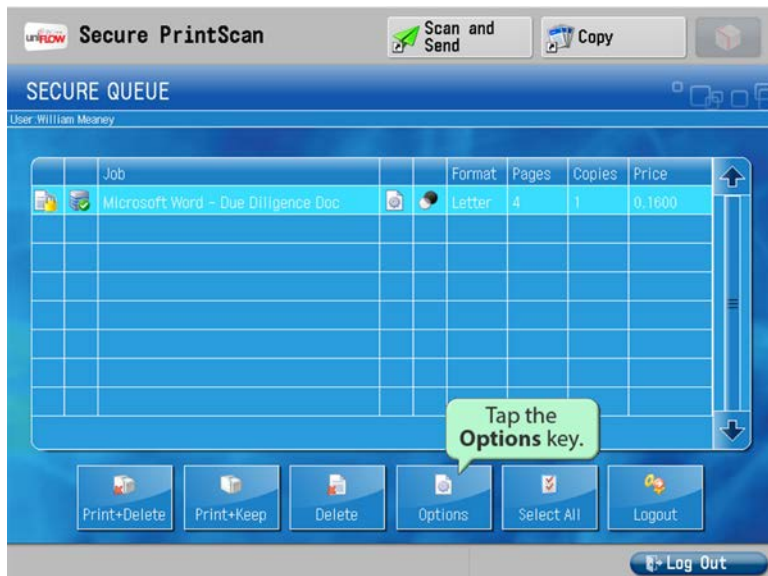 uniFLOW Secure PrintScan
Scan and
Send
Copy
SECURE QUEUE
User:William Meaney
Job Format Pages Copies Price
Microsoft Word - Due Diligence Doc Letter 4 1 0.1600
Tap the
Options key.
Print+Delete Print+Keep Delete Options Select All Logout
Log Out